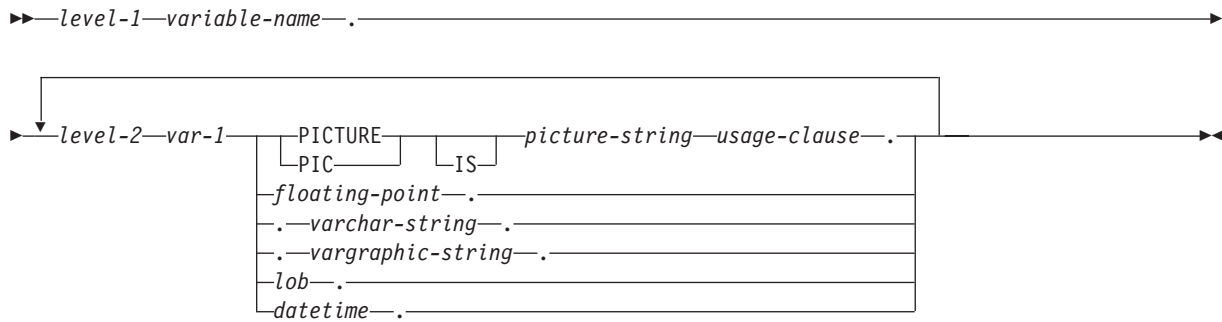 level-1 variable-name .
level-2 var-1 PICTURE picture-string usage-clause .
PIC IS
floating-point .
. varchar-string .
. vargraphic-string .
lob .
datetime .